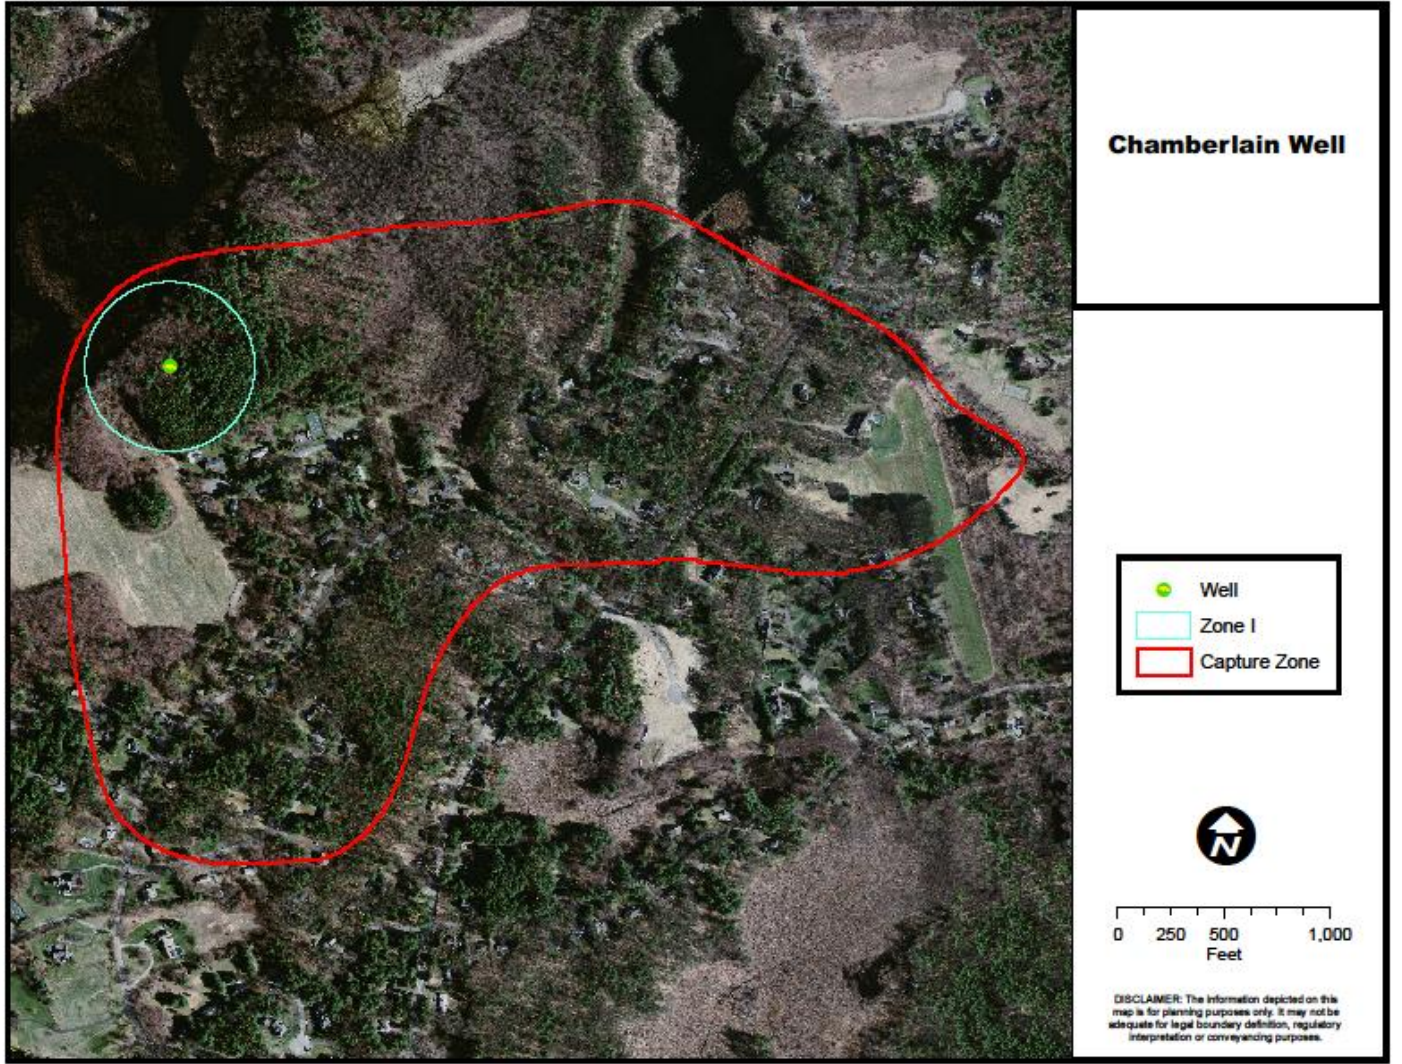 Chamberlain Well
Well
Zone I
Capture Zone
N
0 250 500 1,000
Feet
DISCLAIMER: The information depicted on this
map is for planning purposes only. It may not be
adequate for legal boundary definition, regulatory
interpretation or conveyancing purposes.